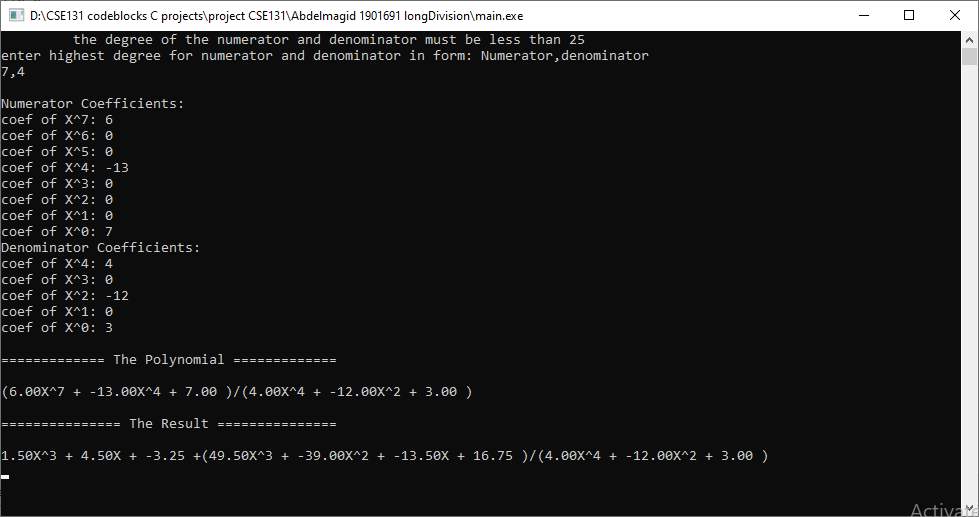 D:\CSE131 codeblocks C projects\project CSE131\Abdelmagid 1901691 longDivision\main.exe
the degree of the numerator and denominator must be less than 25
enter highest degree for numerator and denominator in form: Numerator,denominator
7,4
Numerator Coefficients:
coef of X^7: 6
coef of X^6: 0
coef of X^5: 0
coef of X^4: -13
coef of X^3: 0
coef of X^2: 0
coef of X^1: 0
coef of X^0: 7
Denominator Coefficients:
coef of X^4: 4
coef of X^3: 0
coef of X^2: -12
coef of X^1: 0
coef of X^0: 3
============= The Polynomial =============
(6.00X^7 + -13.00X^4 + 7.00 )/(4.00X^4 + -12.00X^2 + 3.00 )
=============== The Result ===============
1.50X^3 + 4.50X + -3.25 +(49.50X^3 + -39.00X^2 + -13.50X + 16.75 )/(4.00X^4 + -12.00X^2 + 3.00 )